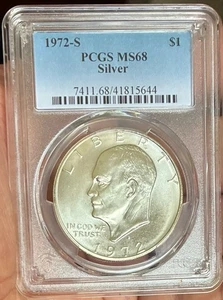 1972-S $1
PCGS MS68
Silver
7411.68/41815644
LIBERTY
IN GOD WE
TRUST
1972